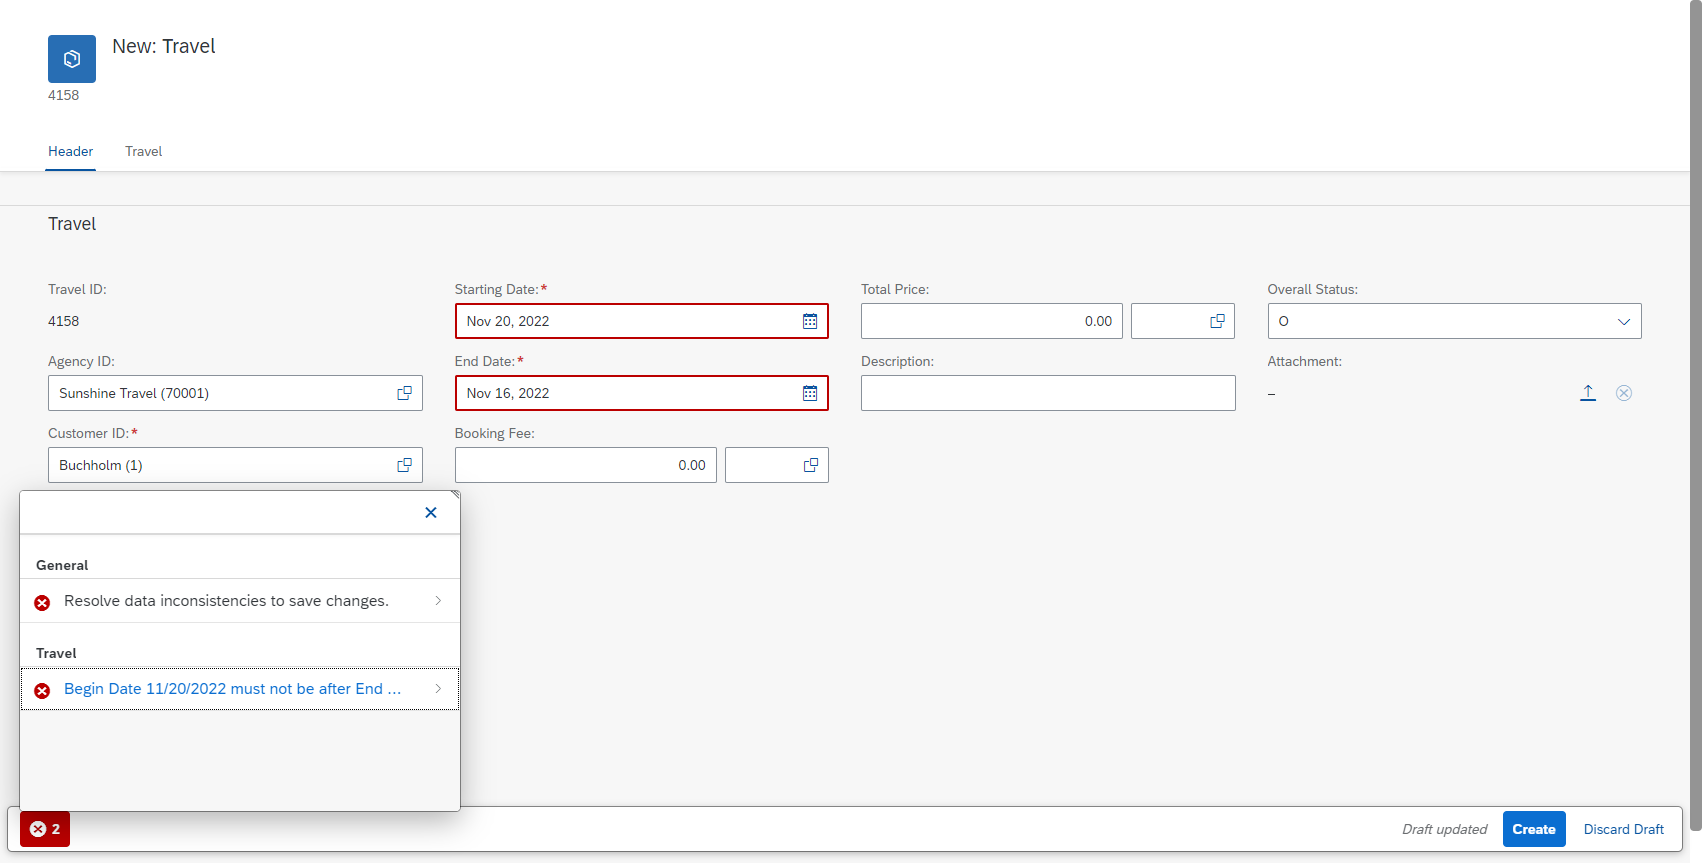 New: Travel
4158
Header
Travel
Travel
Travel ID:
4158
Agency ID:
Sunshine Travel (70001)
Customer ID:*
Buchholm (1)
Starting Date:*
Nov 20, 2022
End Date:*
Nov 16, 2022
Booking Fee:
0.00
Total Price:
0.00
Description:
Overall Status:
O
Attachment:
–
General
Resolve data inconsistencies to save changes.
Travel
Begin Date 11/20/2022 must not be after End ...
2
Draft updated
Create
Discard Draft